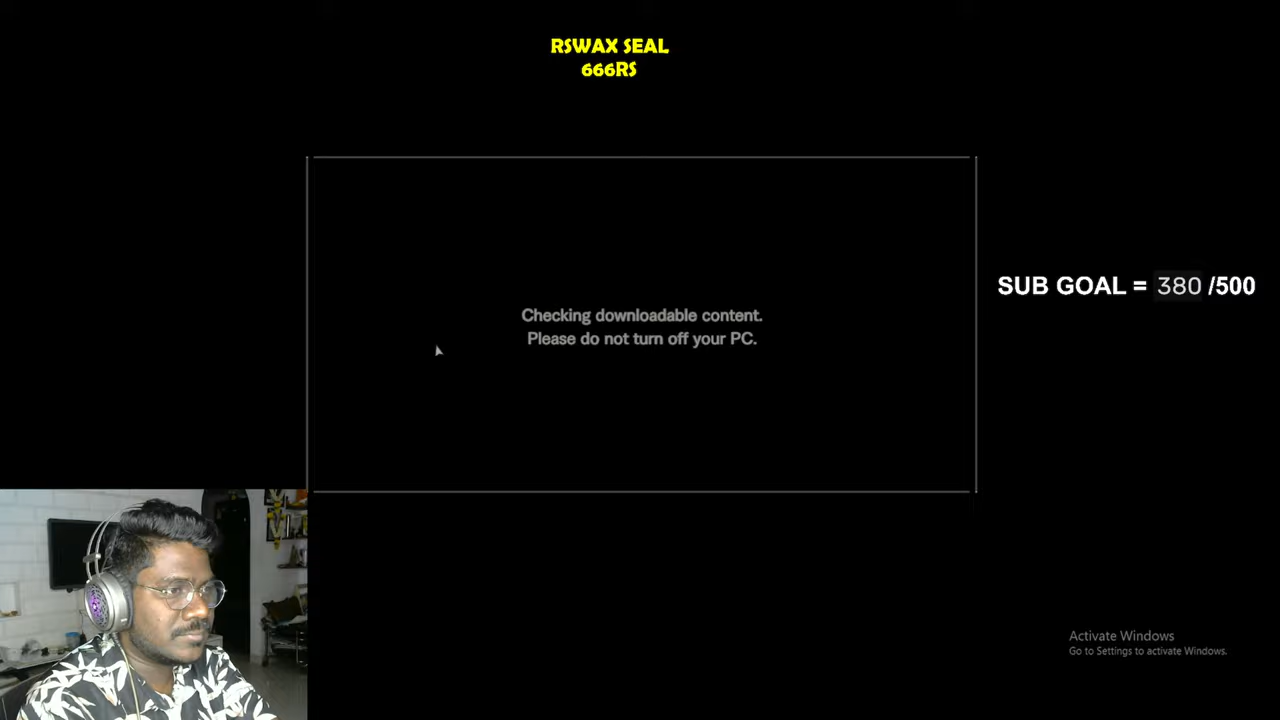 RSWAX SEAL
666RS
SUB GOAL = 380 /500
Checking downloadable content.
Please do not turn off your PC.
Activate Windows
Go to Settings to activate Windows.